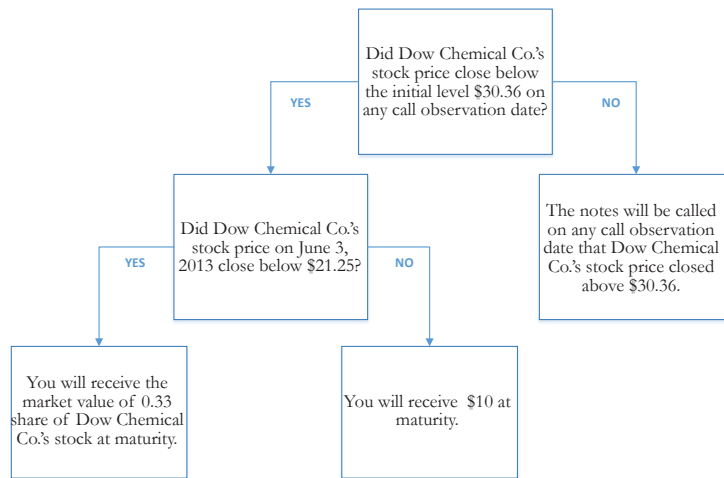 Did Dow Chemical Co.'s
stock price close below
the initial level $30.36 on
any call observation date?
YES
NO
Did Dow Chemical Co.'s
stock price on June 3,
2013 close below $21.25?
The notes will be called
on any call observation
date that Dow Chemical
Co.'s stock price closed
above $30.36.
YES
NO
You will receive the
market value of 0.33
share of Dow Chemical
Co.'s stock at maturity.
You will receive $10 at
maturity.